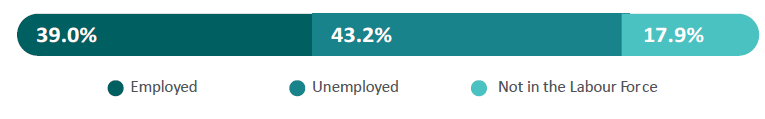 39.0% 43.2% 17.9%
Employed Unemployed Not in the Labour Force